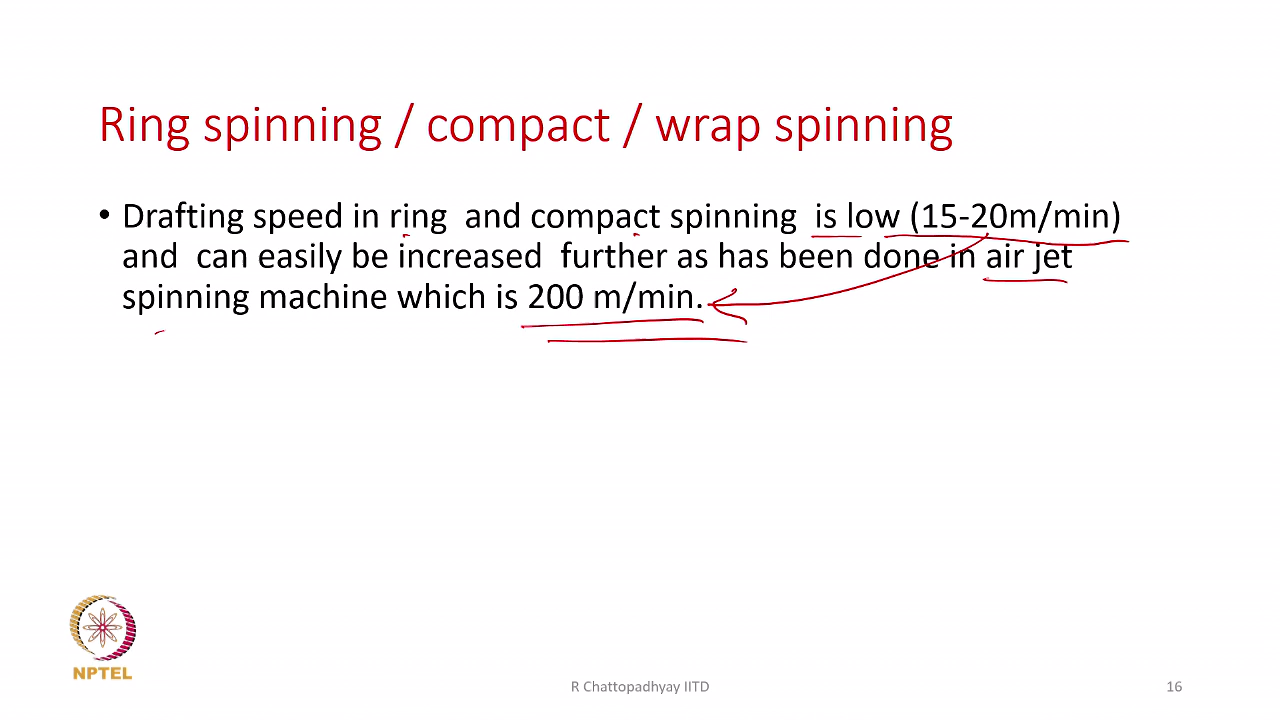 Ring spinning / compact / wrap spinning
• Drafting speed in ring and compact spinning is low (15-20m/min)
and can easily be increased further as has been done in air jet
spinning machine which is 200 m/min.
NPTEL
R Chattopadhyay IITD
16